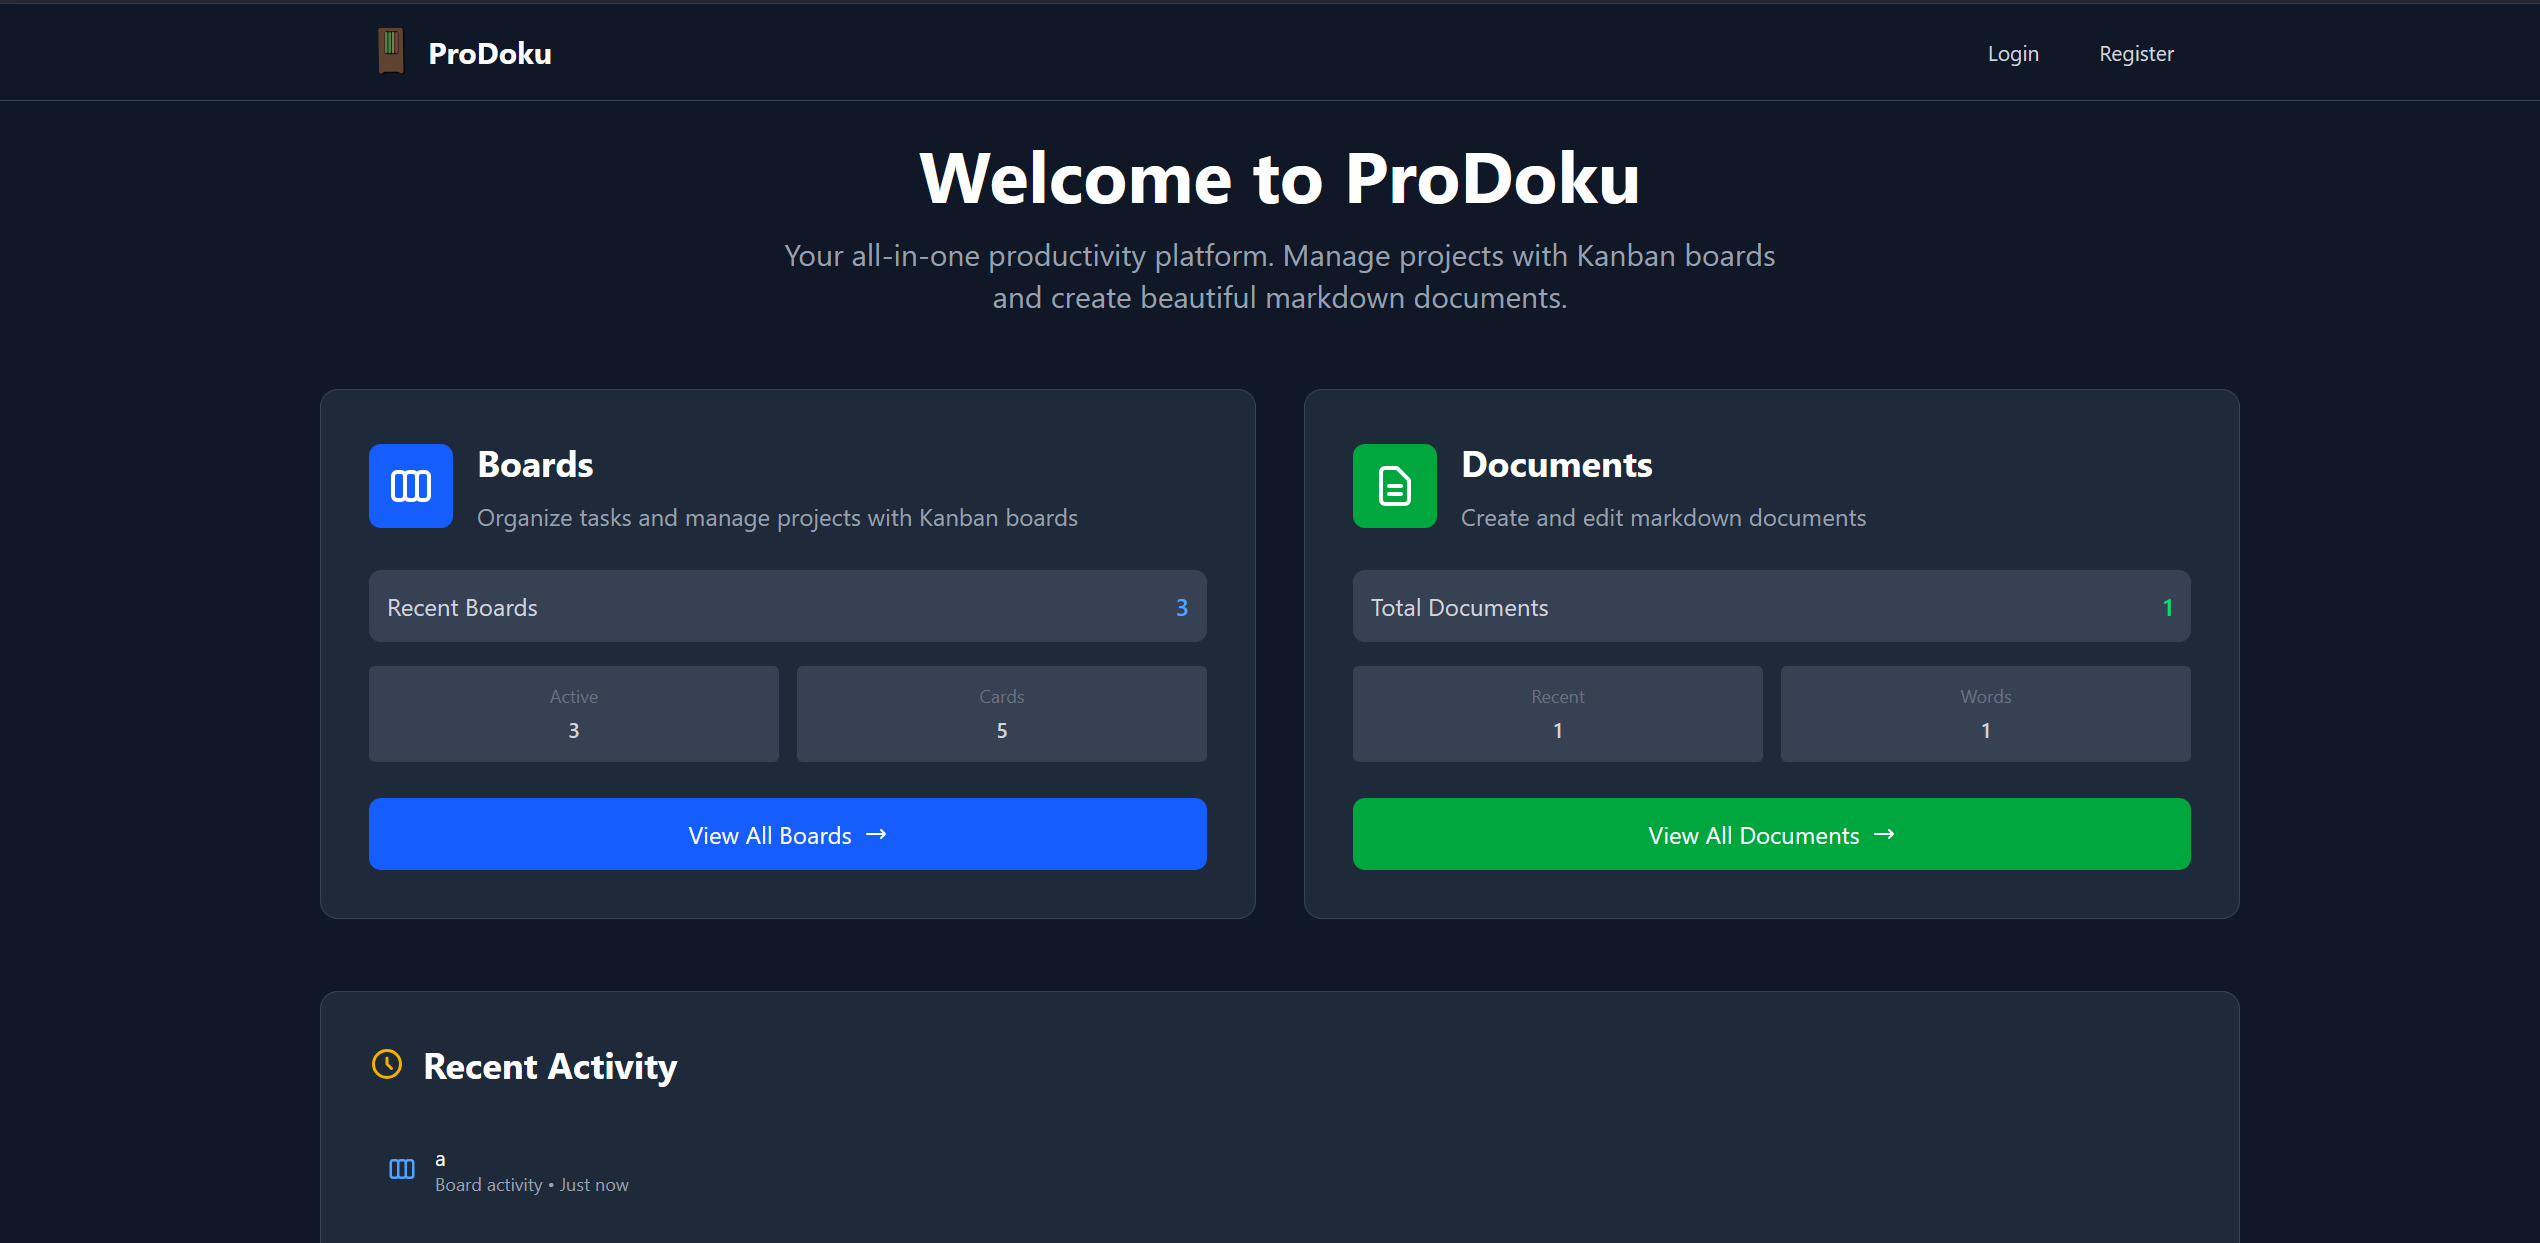 ProDoku
Login
Register
Welcome to ProDoku
Your all-in-one productivity platform. Manage projects with Kanban boards
and create beautiful markdown documents.
Boards
Organize tasks and manage projects with Kanban boards
Recent Boards
3
Active
3
Cards
5
View All Boards →
Documents
Create and edit markdown documents
Total Documents
1
Recent
1
Words
1
View All Documents →
Recent Activity
a
Board activity • Just now